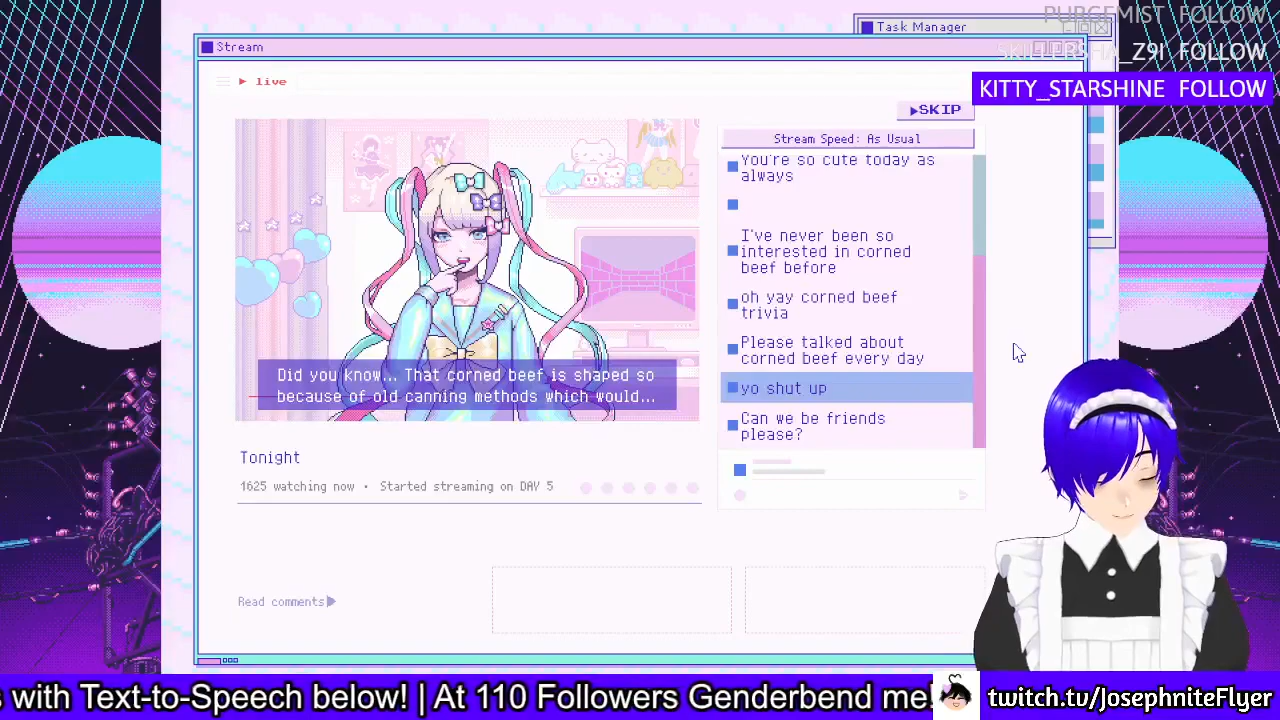 PURGEMIST FOLLOW
Task Manager
Stream
FOLLOW
live
KITTY_STARSHINE FOLLOW
SKIP
Stream Speed: As Usual
You're so cute today as
always
I've never been so
interested in corned
beef before
oh yay corned beef
trivia
Please talked about
corned beef every day
yo shut up
Can we be friends
please?
Did you know... That corned beef is shaped so
because of old canning methods which would...
Tonight
1625 watching now • Started streaming on DAY 5
Read comments
s with Text-to-Speech below! | At 110 Followers Genderbend me!
twitch.tv/JosephniteFlyer